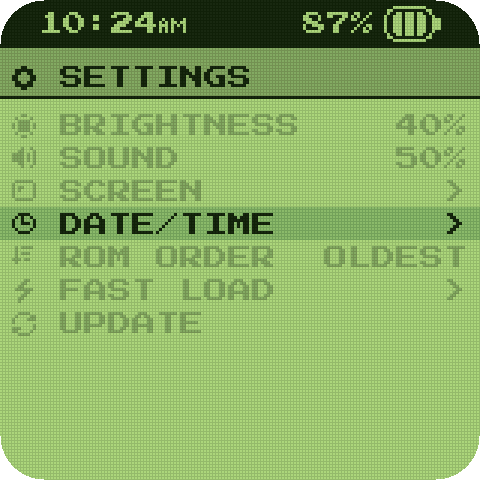 10:24AM 87%
SETTINGS
BRIGHTNESS 40%
SOUND 50%
SCREEN >
DATE/TIME >
ROM ORDER OLDEST
FAST LOAD >
UPDATE